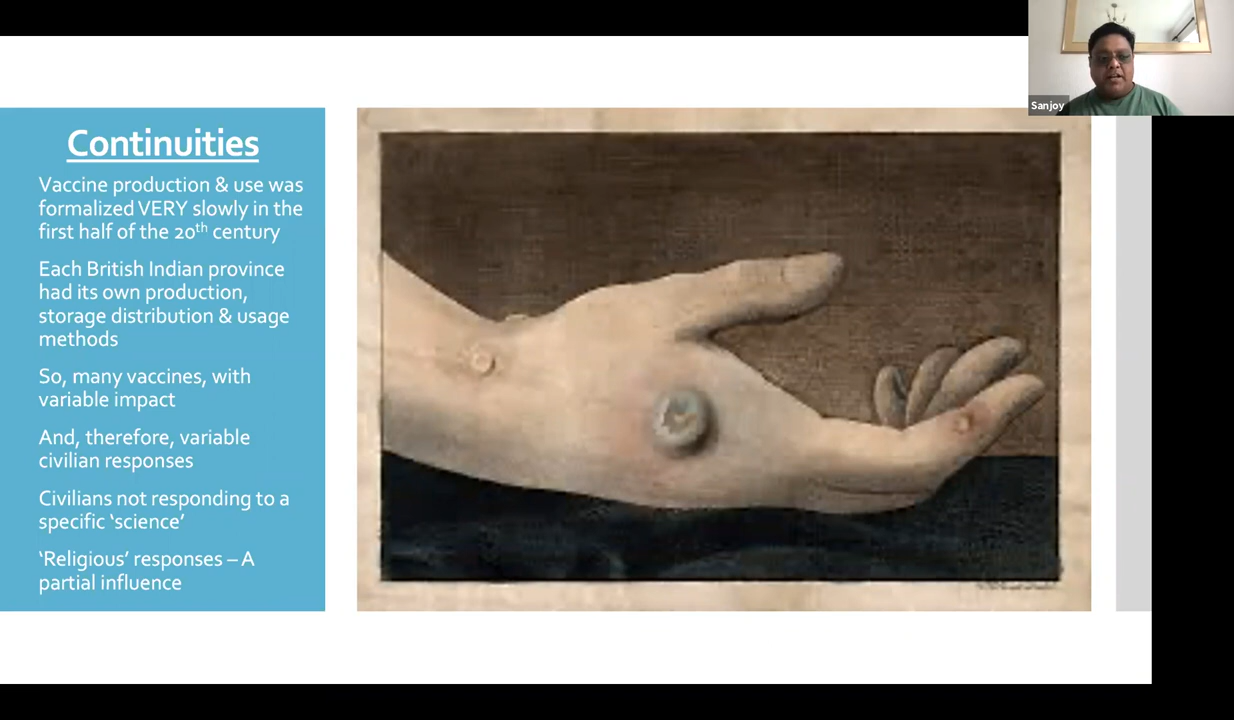 Continuities
Vaccine production & use was
formalized VERY slowly in the
first half of the 20th century
Each British Indian province
had its own production,
storage distribution & usage
methods
So, many vaccines, with
variable impact
And, therefore, variable
civilian responses
Civilians not responding to a
specific ‘science’
‘Religious’ responses – A
partial influence
Sanjoy